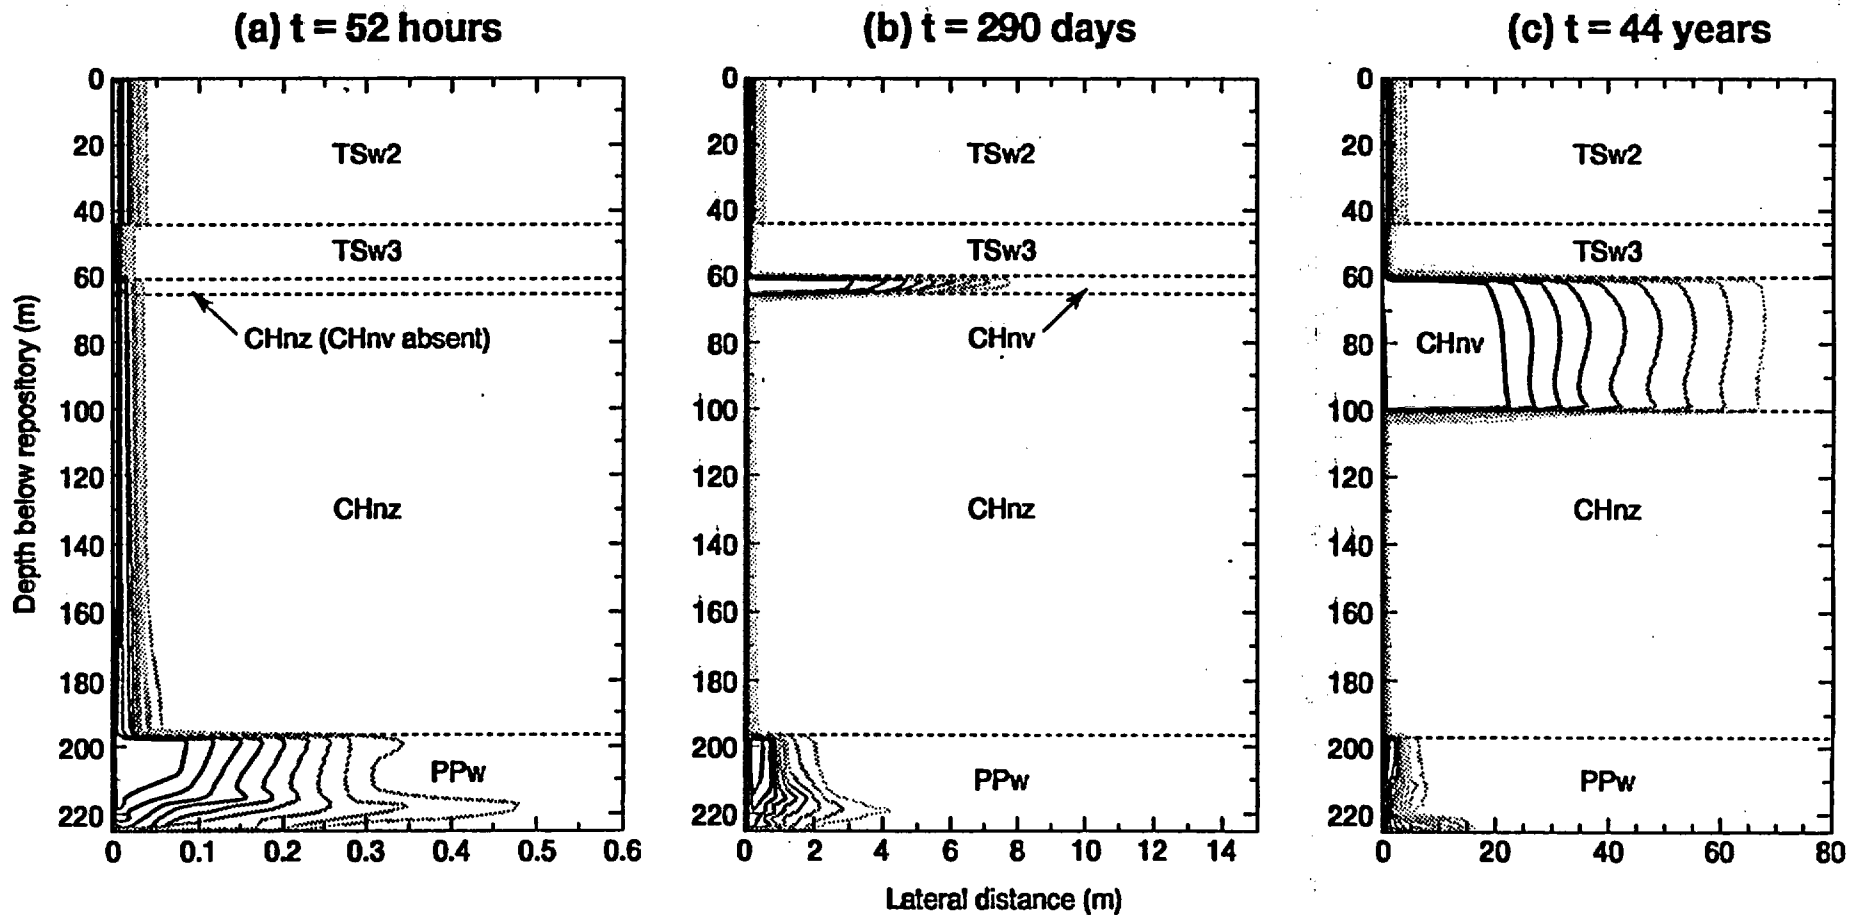 (a) t = 52 hours
(b) t = 290 days
(c) t = 44 years
Depth below repository (m)
0
20
40
60
80
100
120
140
160
180
200
220
TSw2
TSw3
CHnz (CHnv absent)
CHnz
PPw
0 0.1 0.2 0.3 0.4 0.5 0.6
0
20
40
60
80
100
120
140
160
180
200
220
TSw2
TSw3
CHnv
CHnz
PPw
0 2 4 6 8 10 12 14
0
20
40
60
80
100
120
140
160
180
200
220
TSw2
TSw3
CHnv
CHnz
PPw
0 20 40 60 80
Lateral distance (m)